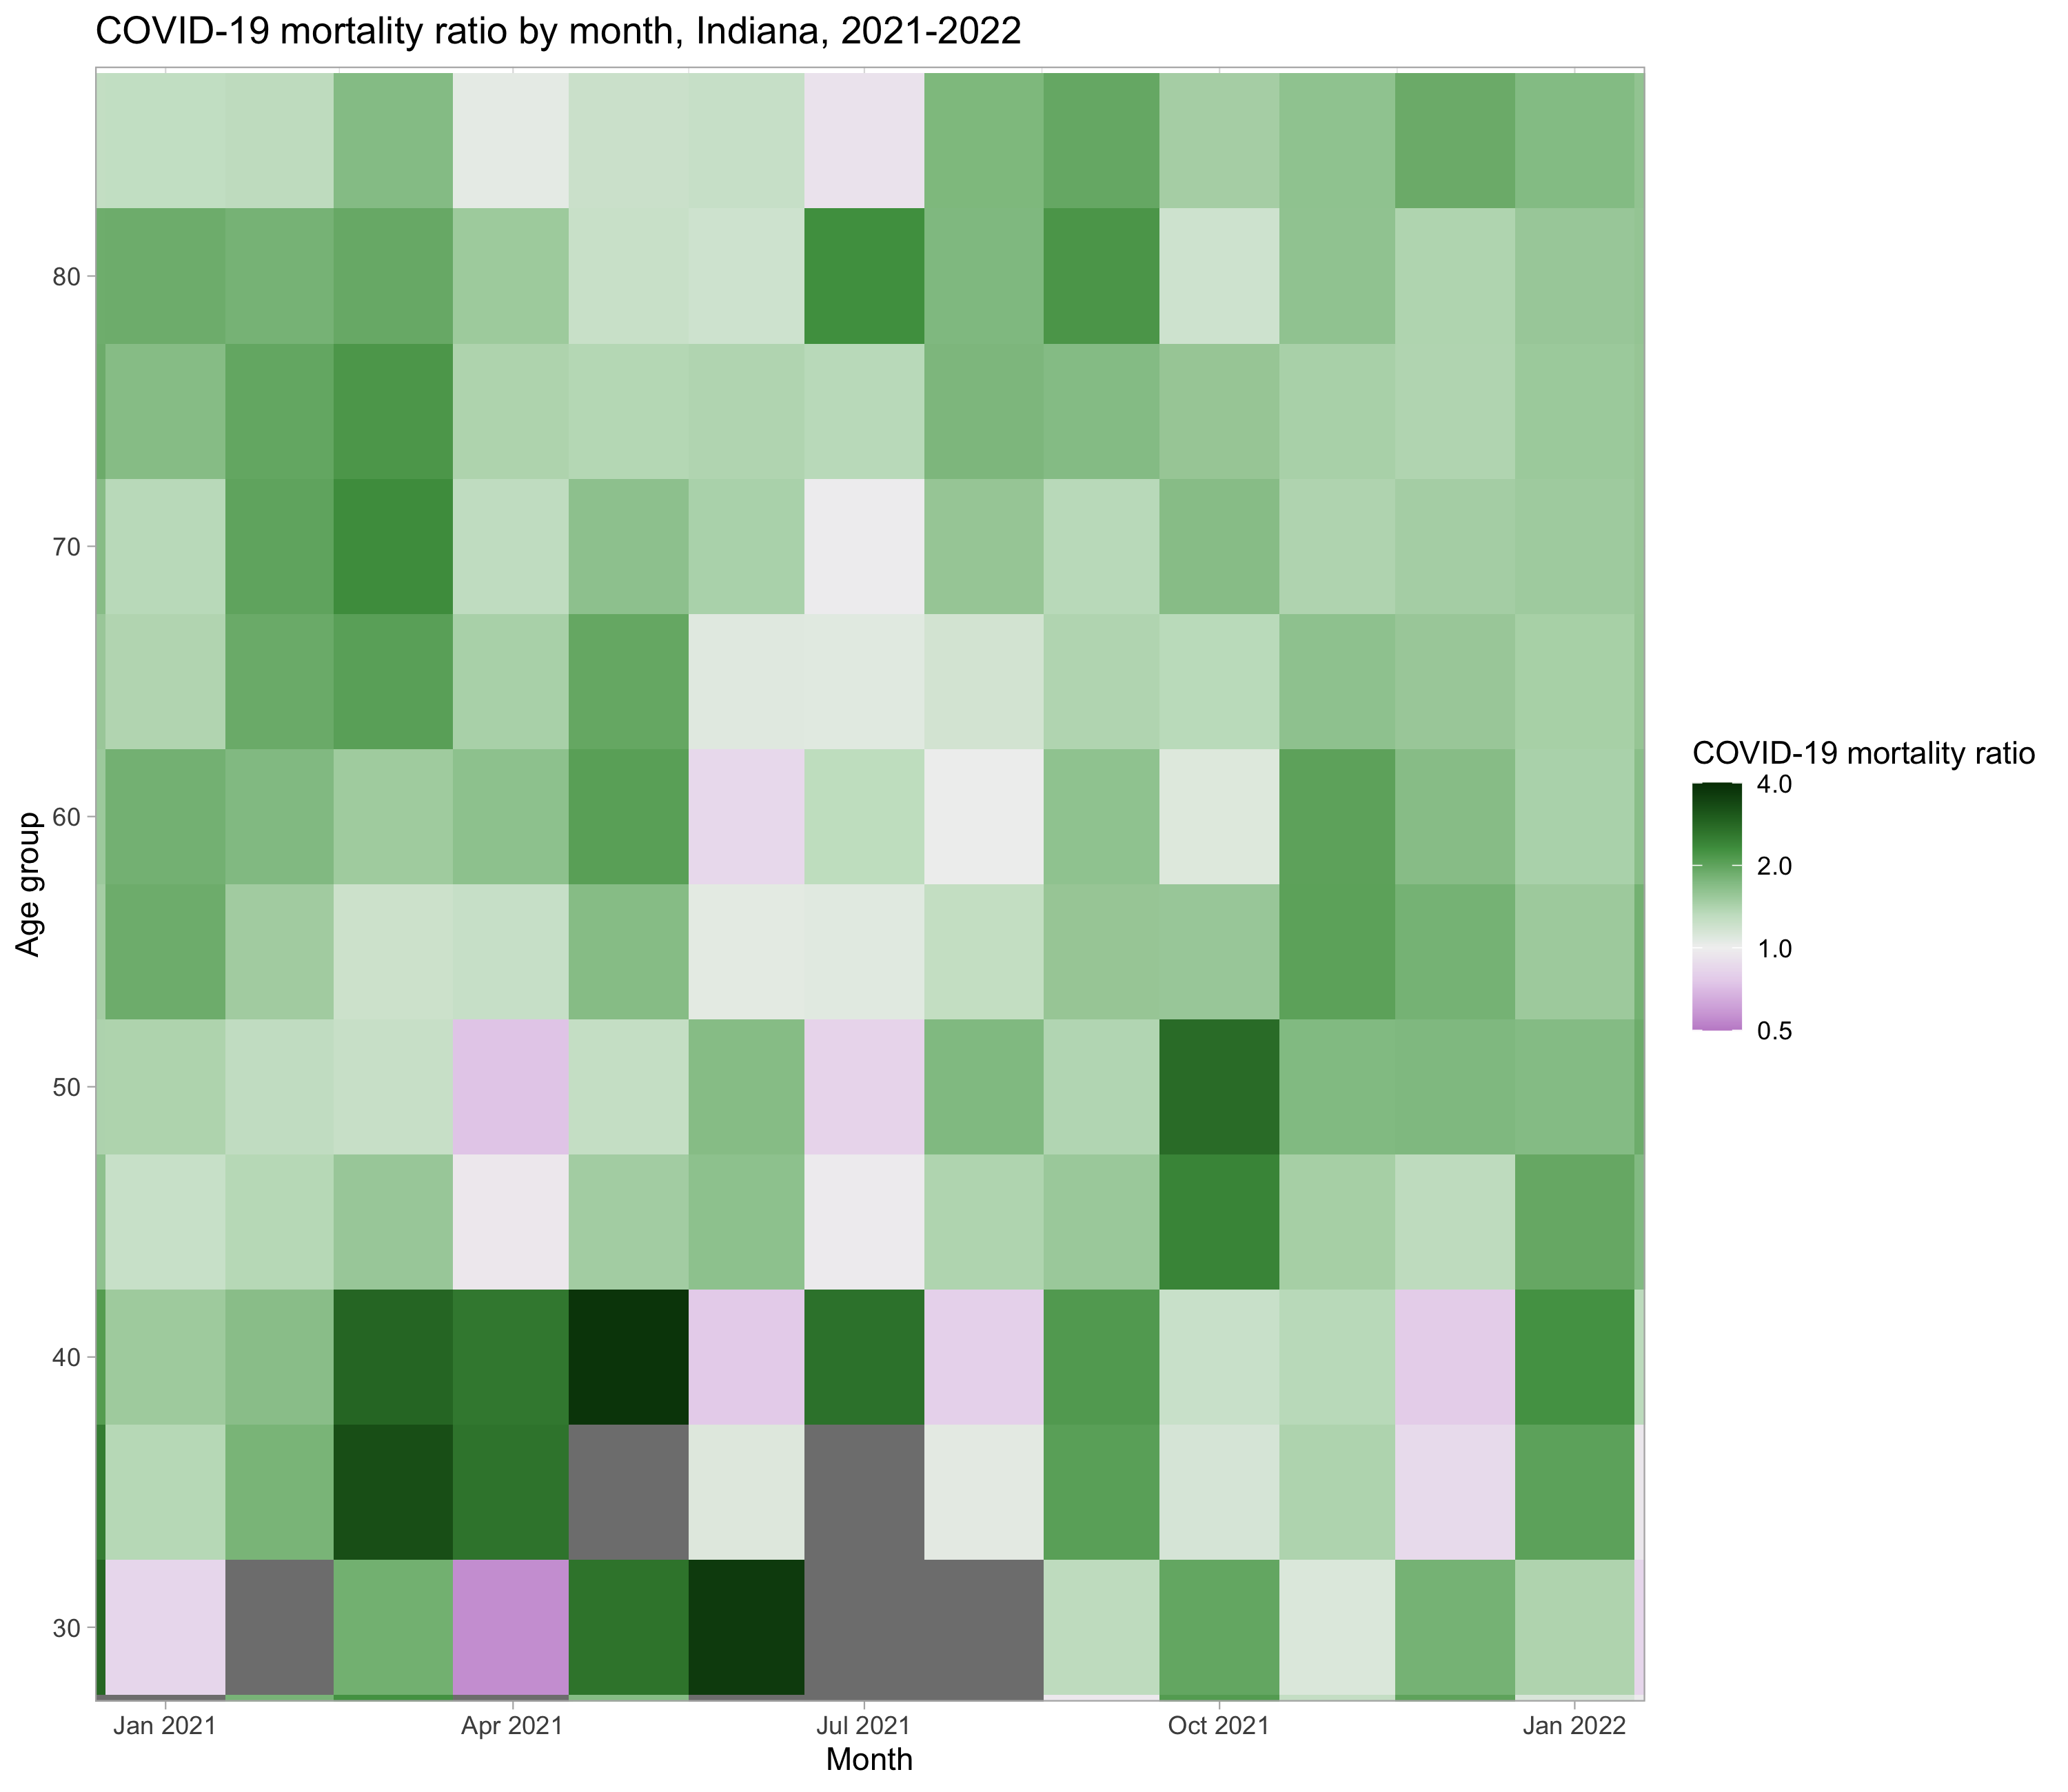 COVID-19 mortality ratio by month, Indiana, 2021-2022
80
70
60
50
40
30
Age group
Jan 2021
Apr 2021
Jul 2021
Oct 2021
Jan 2022
Month
COVID-19 mortality ratio
4.0
2.0
1.0
0.5